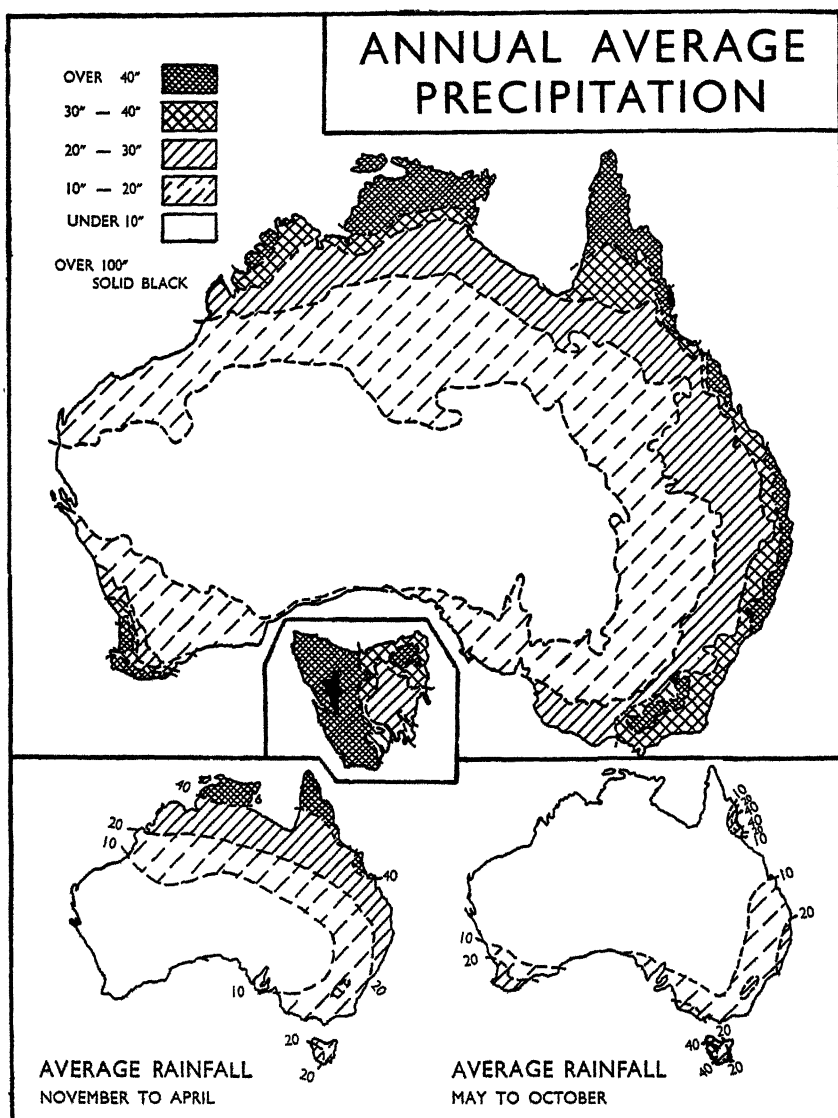 ANNUAL AVERAGE
PRECIPITATION
OVER 40"
30" — 40"
20" — 30"
10" — 20"
UNDER 10"
OVER 100"
SOLID BLACK
40
20
10
40
10
20
20
20
AVERAGE RAINFALL
NOVEMBER TO APRIL
10
20
40
40
20
10
10
20
10
20
20
40
40
20
AVERAGE RAINFALL
MAY TO OCTOBER